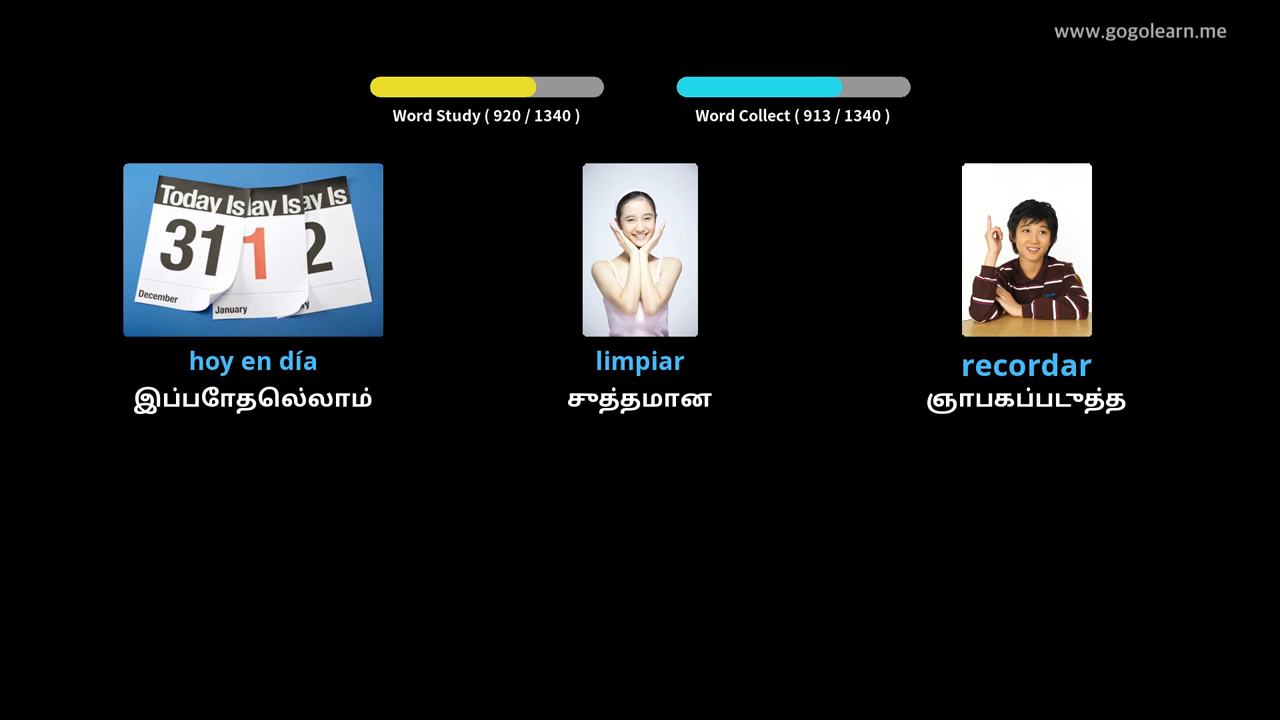 www.gogolearn.me
Word Study ( 920 / 1340 )
Word Collect ( 913 / 1340 )
Today Is
ay Is
ay Is
31
1
2
December
January
ry
hoy en día
limpiar
recordar
இப்போதெல்லாம்
சுத்தமான
ஞாபகப்படுத்த